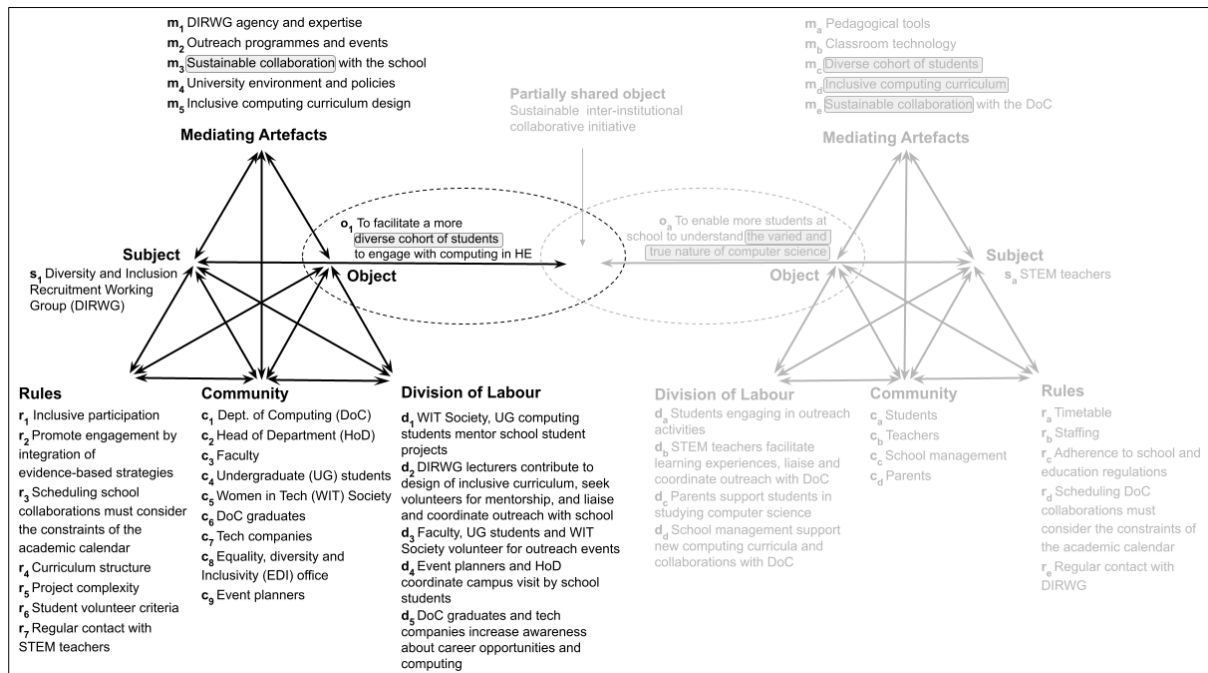 m1 DIRWG agency and expertise
m2 Outreach programmes and events
m3 Sustainable collaboration with the school
m4 University environment and policies
m5 Inclusive computing curriculum design
Mediating Artefacts
Partially shared object
Sustainable inter-institutional
collaborative initiative
ma Pedagogical tools
mb Classroom technology
mc Diverse cohort of students
md Inclusive computing curriculum
me Sustainable collaboration with the DoC
Mediating Artefacts
Subject
s1 Diversity and Inclusion
Recruitment Working
Group (DIRWG)
o1 To facilitate a more
diverse cohort of students
to engage with computing in HE
Object
oa To enable more students at
school to understand the varied and
true nature of computer science
Object
Subject
sa STEM teachers
Rules
r1 Inclusive participation
r2 Promote engagement by
integration of
evidence-based strategies
r3 Scheduling school
collaborations must consider
the constraints of the
academic calendar
r4 Curriculum structure
r5 Project complexity
r6 Student volunteer criteria
r7 Regular contact with
STEM teachers
Community
c1 Dept. of Computing (DoC)
c2 Head of Department (HoD)
c3 Faculty
c4 Undergraduate (UG) students
c5 Women in Tech (WIT) Society
c6 DoC graduates
c7 Tech companies
c8 Equality, diversity and
Inclusivity (EDI) office
c9 Event planners
Division of Labour
d1 WIT Society, UG computing
students mentor school student
projects
d2 DIRWG lecturers contribute to
design of inclusive curriculum, seek
volunteers for mentorship, and liaise
and coordinate outreach with school
d3 Faculty, UG students and WIT
Society volunteer for outreach events
d4 Event planners and HoD
coordinate campus visit by school
students
d5 DoC graduates and tech
companies increase awareness
about career opportunities and
computing
Division of Labour
da Students engaging in outreach
activities
db STEM teachers facilitate
learning experiences, liaise and
coordinate outreach with DoC
dc Parents support students in
studying computer science
dd School management support
new computing curricula and
collaborations with DoC
Community
ca Students
cb Teachers
cc School management
cd Parents
Rules
ra Timetable
rb Staffing
rc Adherence to school and
education regulations
rd Scheduling DoC
collaborations must
consider the constraints of
the academic calendar
re Regular contact with
DIRWG